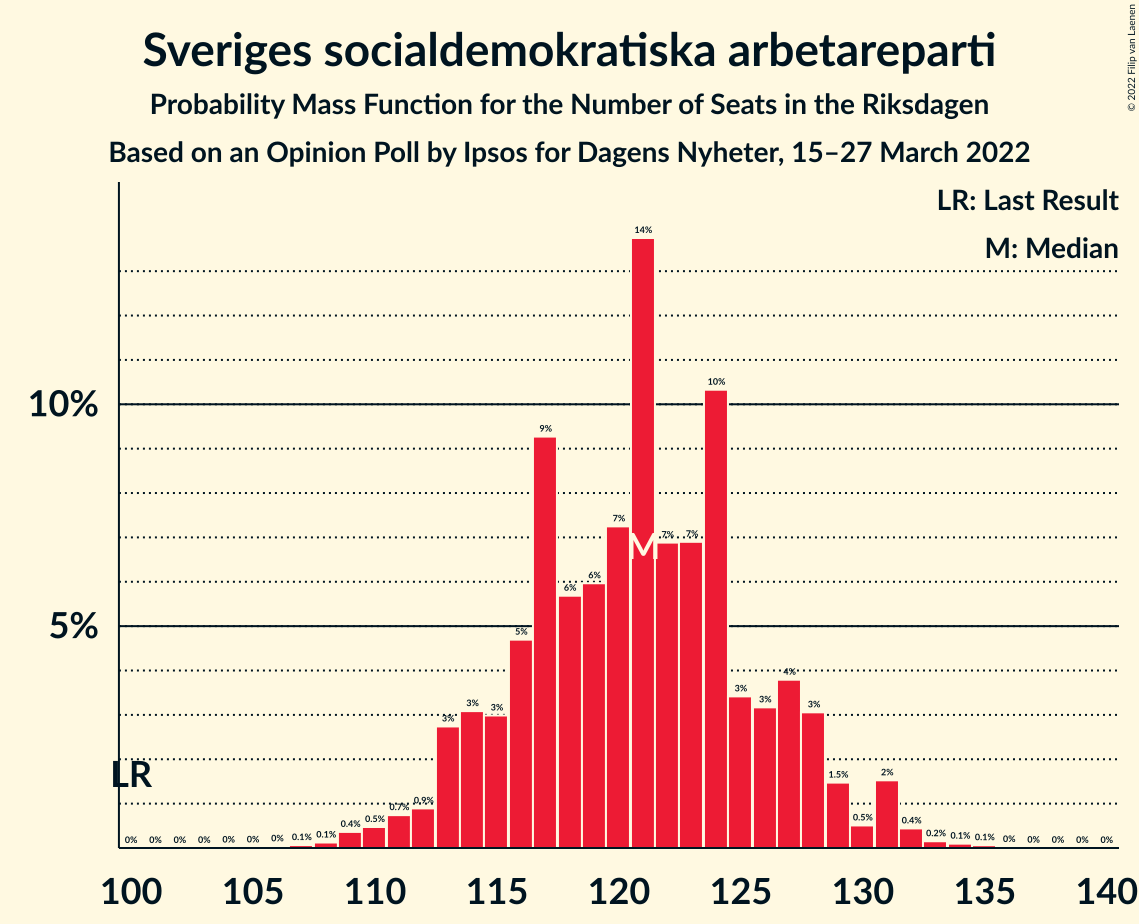 Sveriges socialdemokratiska arbetareparti
Probability Mass Function for the Number of Seats in the Riksdagen
Based on an Opinion Poll by Ipsos for Dagens Nyheter, 15–27 March 2022
© 2022 Filip van Laenen
LR: Last Result
M: Median
10%
5%
LR
M
0% 0% 0% 0% 0% 0% 0% 0.1% 0.1% 0.4% 0.5% 0.7% 0.9% 3% 3% 3% 5% 9% 6% 6% 7% 14% 7% 7% 10% 3% 3% 4% 3% 1.5% 0.5% 2% 0.4% 0.2% 0.1% 0.1% 0% 0% 0% 0% 0%
100 105 110 115 120 125 130 135 140